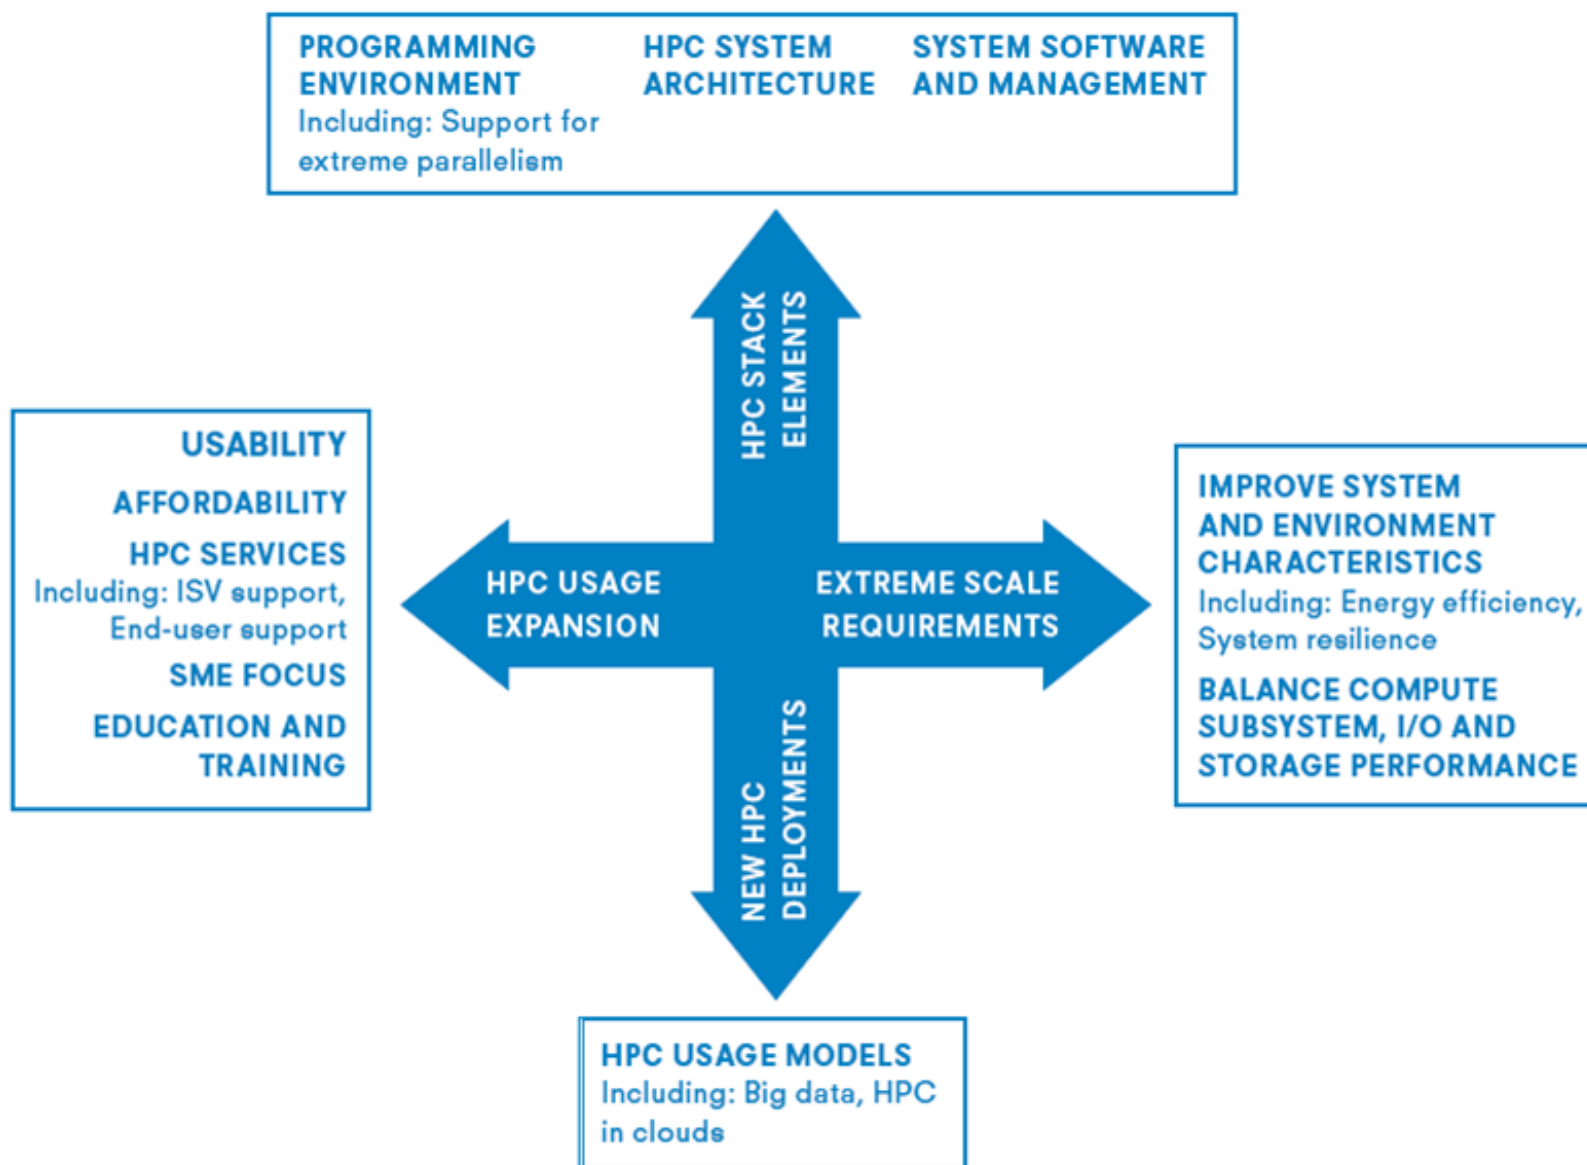 PROGRAMMING
ENVIRONMENT
Including: Support for
extreme parallelism
HPC SYSTEM
ARCHITECTURE
SYSTEM SOFTWARE
AND MANAGEMENT
HPC STACK
ELEMENTS
USABILITY
AFFORDABILITY
HPC SERVICES
Including: ISV support,
End-user support
SME FOCUS
EDUCATION AND
TRAINING
HPC USAGE
EXPANSION
EXTREME SCALE
REQUIREMENTS
IMPROVE SYSTEM
AND ENVIRONMENT
CHARACTERISTICS
Including: Energy efficiency,
System resilience
BALANCE COMPUTE
SUBSYSTEM, I/O AND
STORAGE PERFORMANCE
NEW HPC
DEPLOYMENTS
HPC USAGE MODELS
Including: Big data, HPC
in clouds